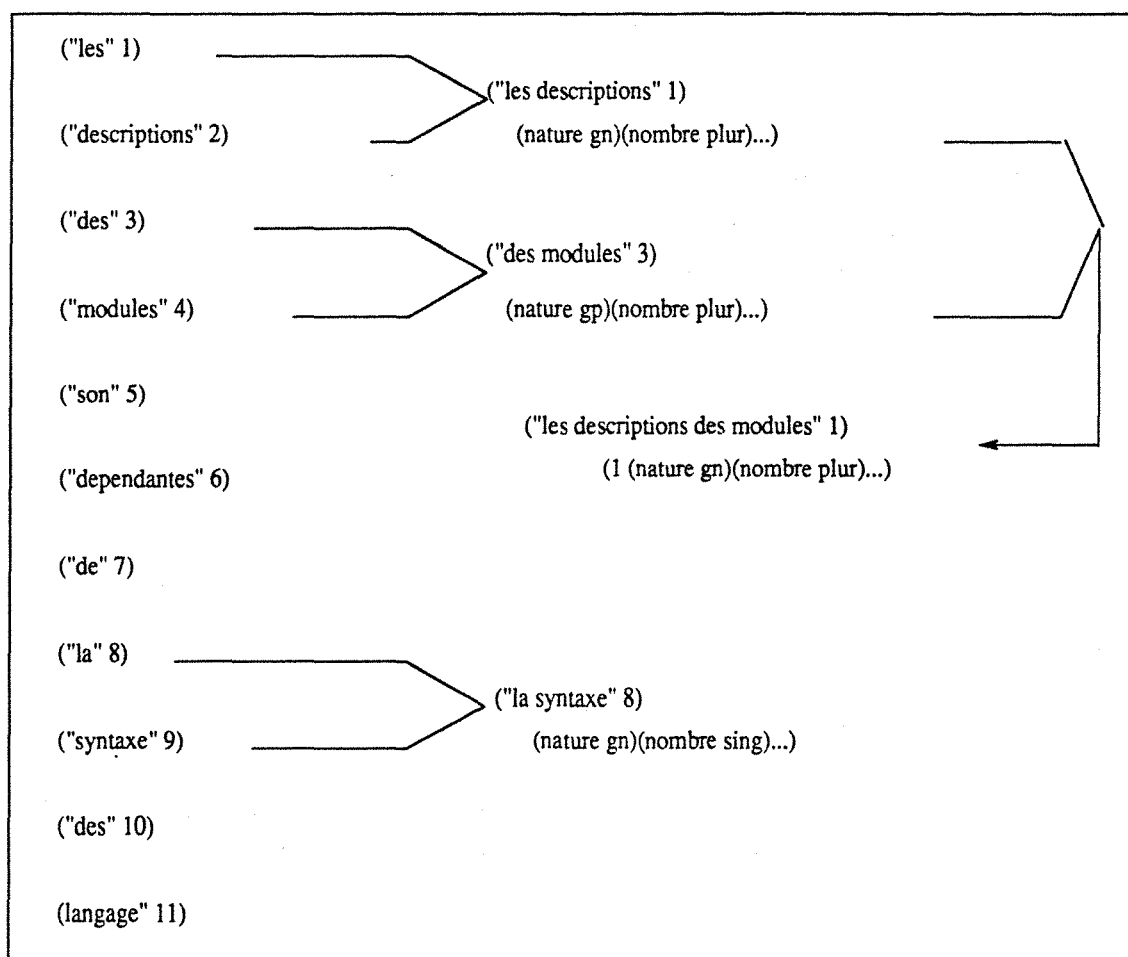 ("les" 1)
("les descriptions" 1)
("descriptions" 2)
(nature gn)(nombre plur)...)
("des" 3)
("des modules" 3)
("modules" 4)
(nature gp)(nombre plur)...)
("son" 5)
("les descriptions des modules" 1)
("dependantes" 6)
(1 (nature gn)(nombre plur)...)
("de" 7)
("la" 8)
("la syntaxe" 8)
("syntaxe" 9)
(nature gn)(nombre sing)...)
("des" 10)
(langage" 11)